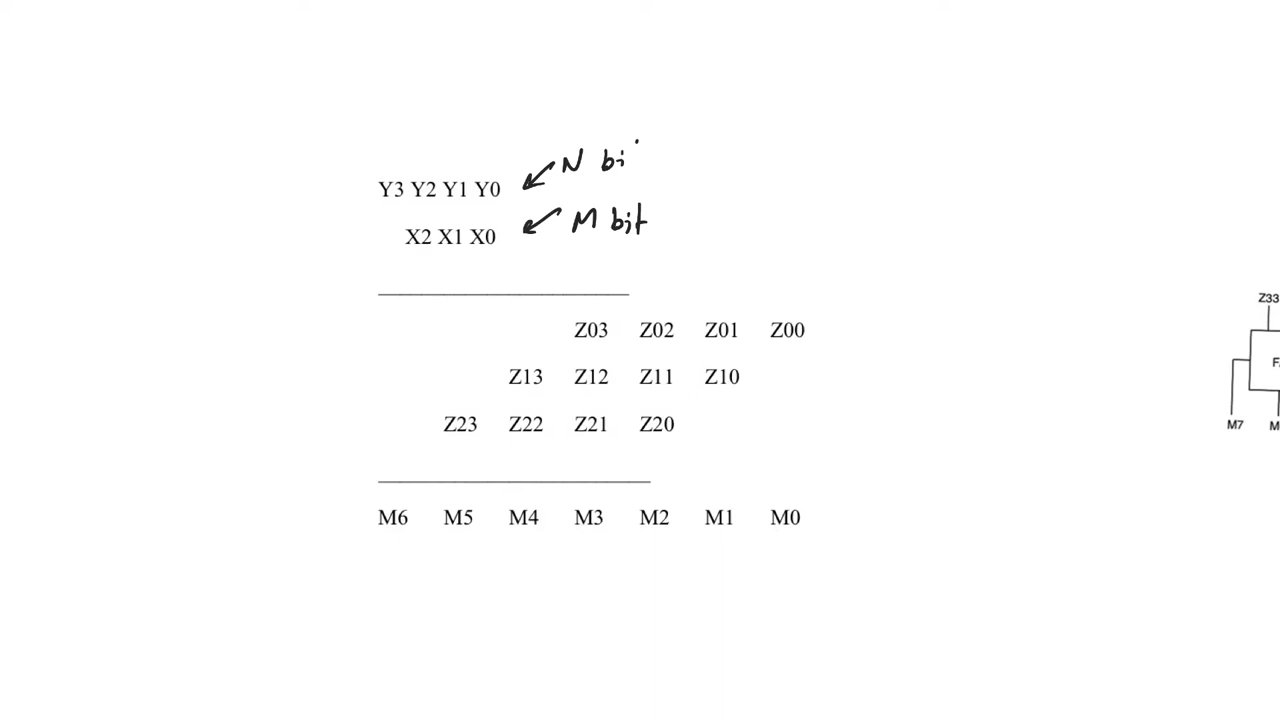 N bi
Y3 Y2 Y1 Y0
M bit
X2 X1 X0
Z03 Z02 Z01 Z00
Z13 Z12 Z11 Z10
Z23 Z22 Z21 Z20
M6 M5 M4 M3 M2 M1 M0
Z33
M7